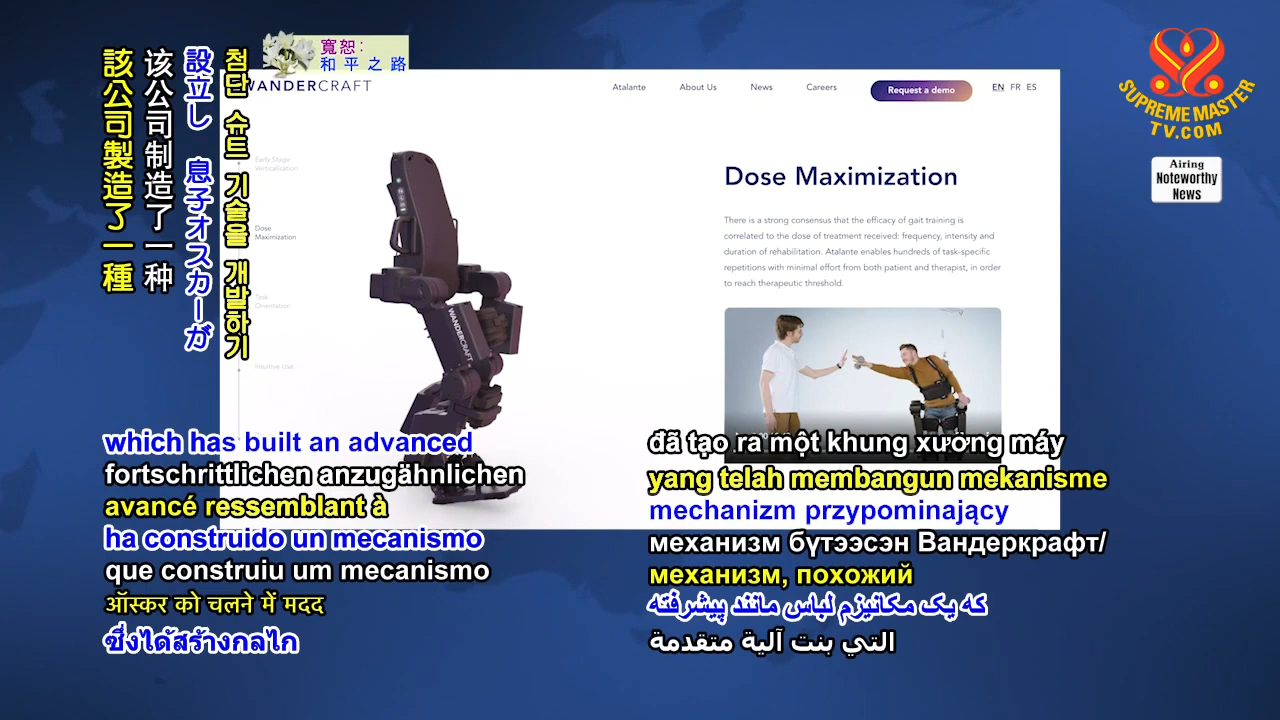 該公司製造了一種
该公司制造了一种
設立し 息子オスカーが
첨단 슈트 기술을 개발하기
寬恕：
和平之路
WANDERCRAFT
Atalante
About Us
News
Careers
Request a demo
EN FR ES
SUPREME MASTER
TV.COM
Airing
Noteworthy
News
Early Stage
Verticalization
Dose
Maximization
Task
Orientation
Intuitive Use
WANDERCRAFT
Dose Maximization
There is a strong consensus that the efficacy of gait training is
correlated to the dose of treatment received: frequency, intensity and
duration of rehabilitation. Atalante enables hundreds of task-specific
repetitions with minimal effort from both patient and therapist, in order
to reach therapeutic threshold.
which has built an advanced
fortschrittlichen anzugähnlichen
avancé ressemblant à
ha construido un mecanismo
que construiu um mecanismo
ऑस्कर को चलने में मदद
ซึ่งได้สร้างกลไก
đã tạo ra một khung xương máy
yang telah membangun mekanisme
mechanizm przypominający
механизм бүтээсэн Вандеркрафт/
механизм, похожий
که یک مکانیزم لباس مانند پیشرفته
التي بنت آلية متقدمة